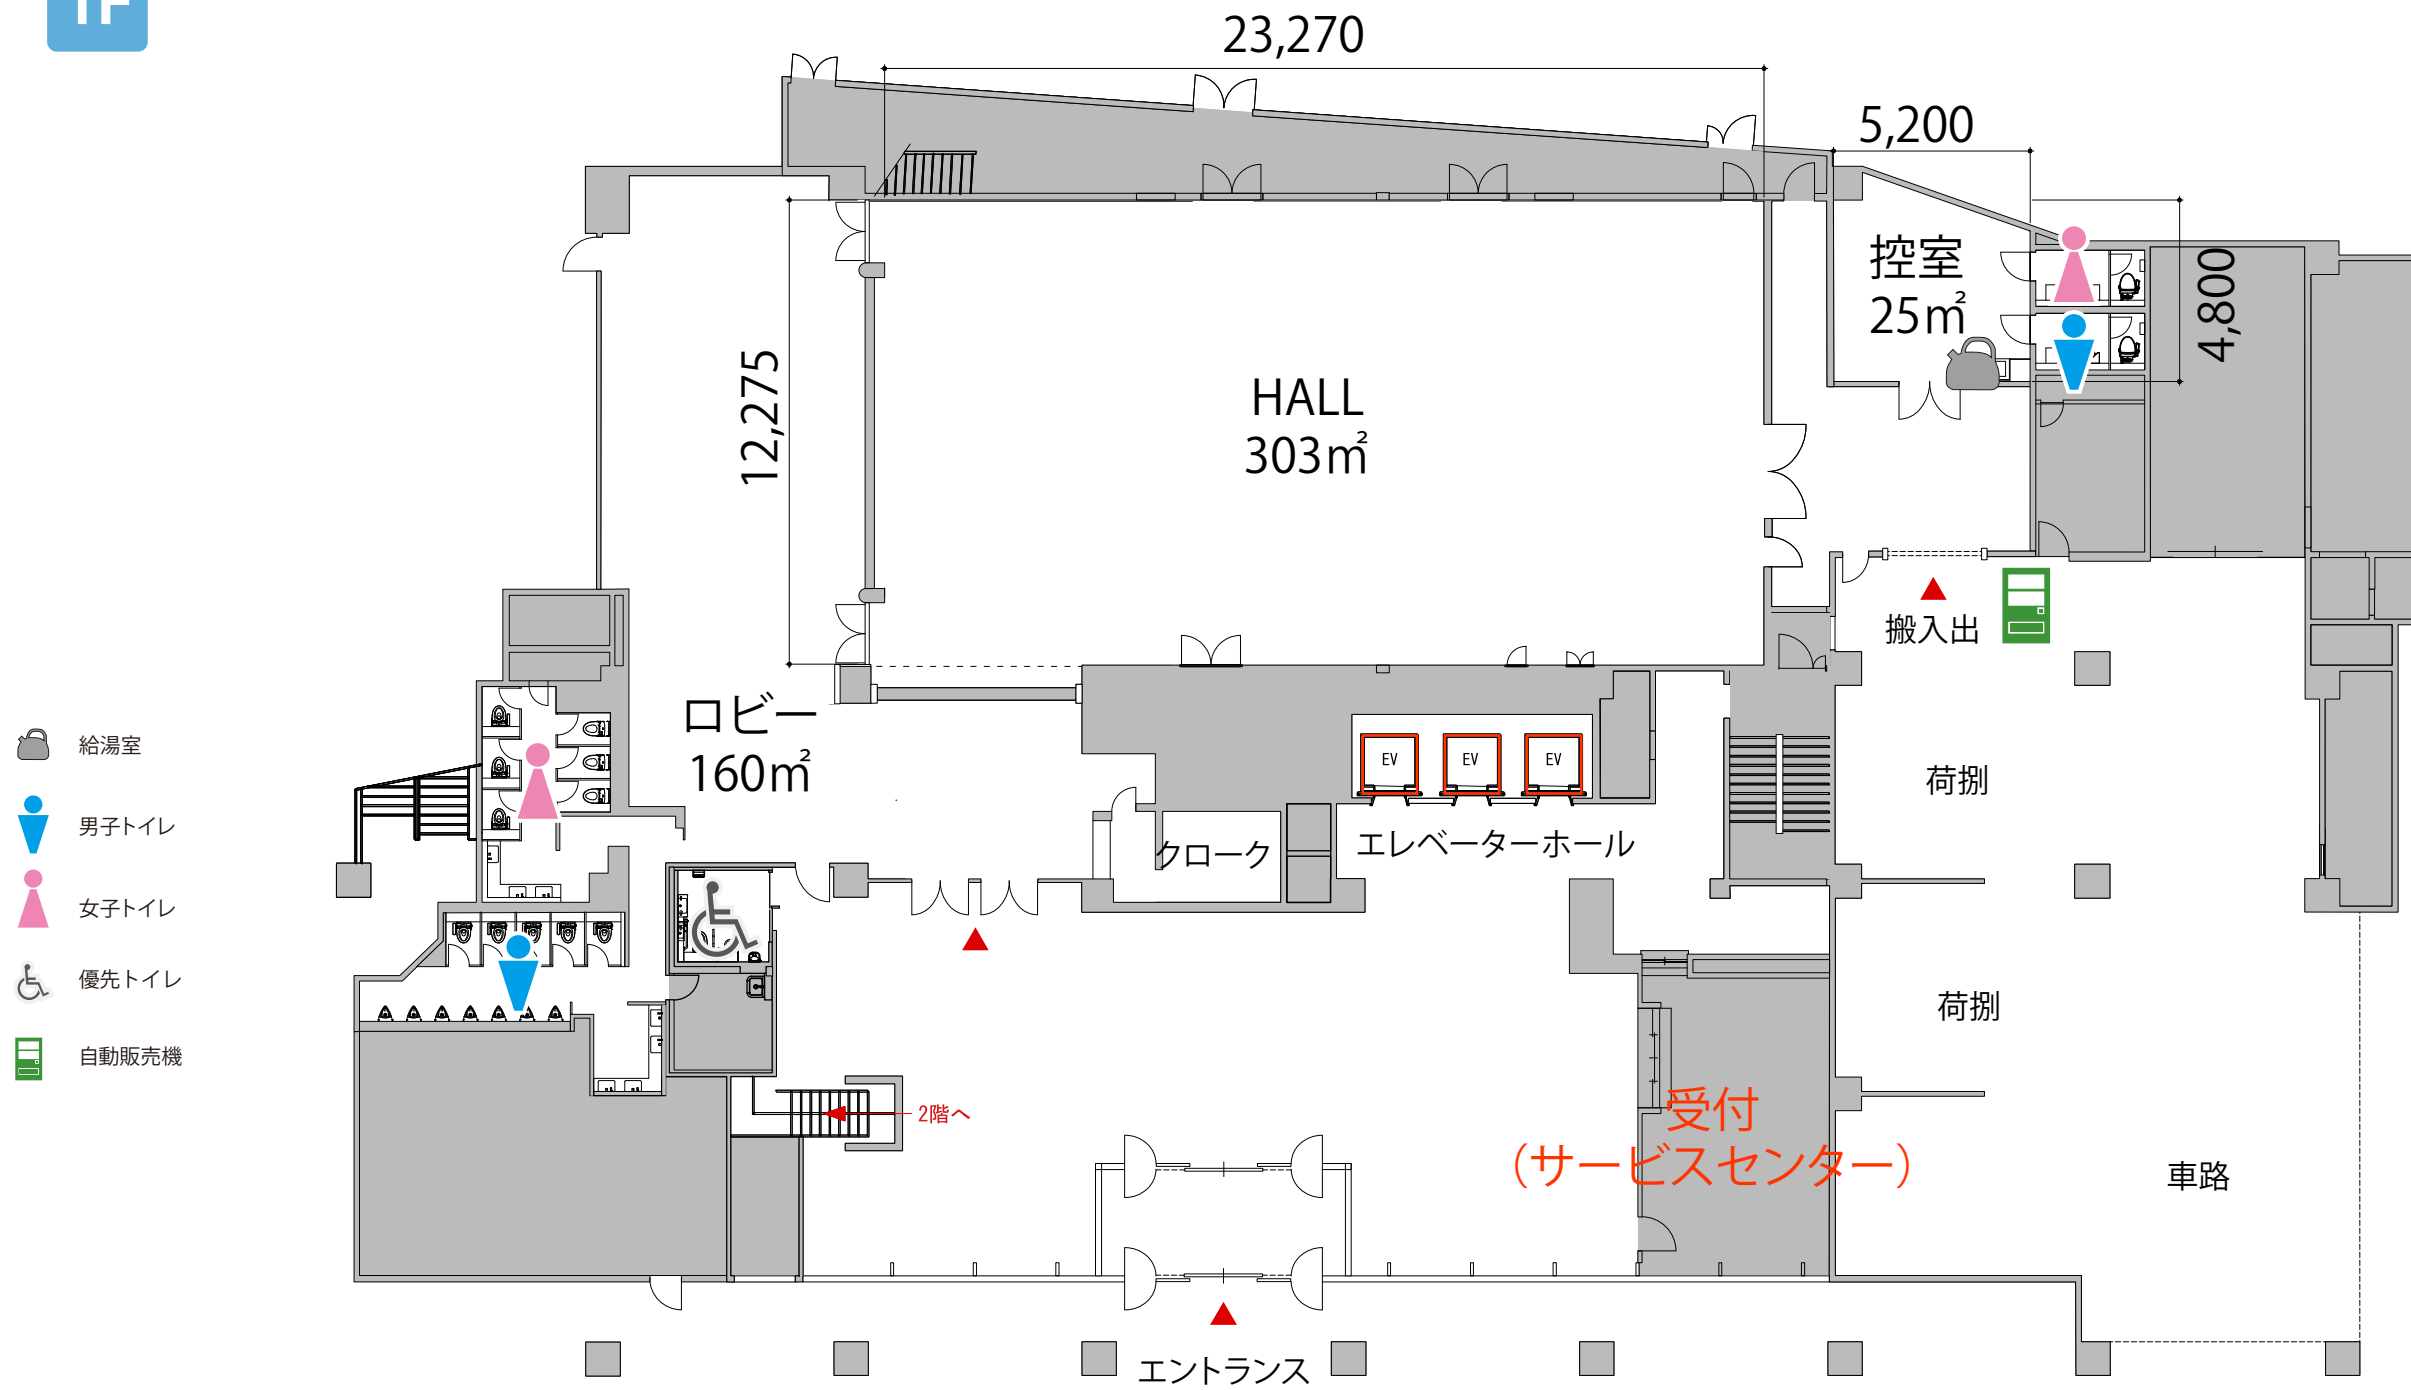 23,270
5,200
控室
25㎡
4,800
12,275
HALL
303㎡
搬入出
ロビー
160㎡
EV
EV
EV
荷捌
エレベーターホール
クローク
給湯室
男子トイレ
女子トイレ
優先トイレ
自動販売機
荷捌
2階へ
受付
（サービスセンター）
車路
エントランス